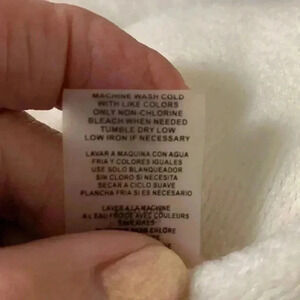 MACHINE WASH COLD
WITH LIKE COLORS
ONLY NON-CHLORINE
BLEACH WHEN NEEDED
TUMBLE DRY LOW
LOW IRON IF NECESSARY
LAVAR A MAQUINA CON AGUA
FRIA Y COLORES IGUALES
USE SOLO BLANQUEADOR
SIN CLORO SI NECESITA
SECAR A CICLO SUAVE
PLANCHA FRIA SI ES NECESARIO
LAVER A LA MACHINE
A L'EAU FROIDE AVEC COULEURS
SIMILAIRES
CHLORE